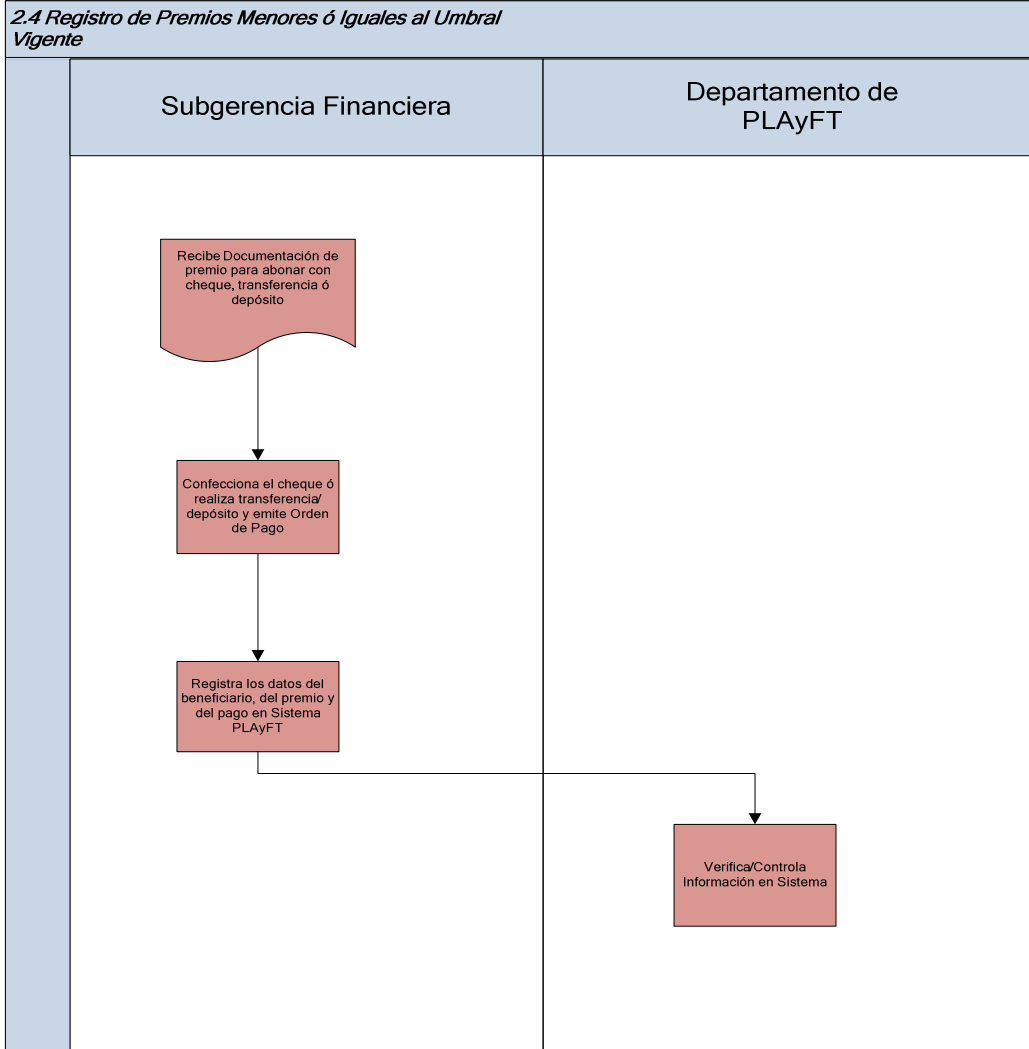 2.4 Registro de Premios Menores ó Iguales al Umbral
Vigente
Subgerencia Financiera
Departamento de
PLAyFT
Recibe Documentación de
premio para abonar con
cheque, transferencia ó
depósito
Confecciona el cheque ó
realiza transferencia/
depósito y emite Orden
de Pago
Registra los datos del
beneficiario, del premio y
del pago en Sistema
PLAyFT
Verifica/Controla
Información en Sistema